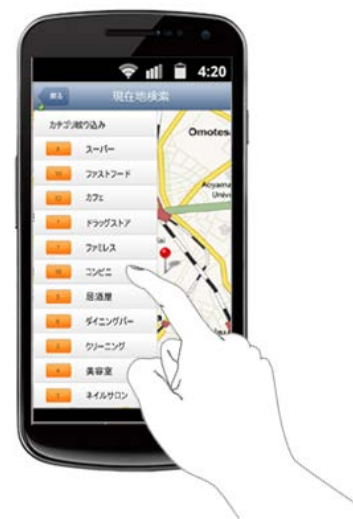 4:20
戻る
現在地検索
カテゴリ絞り込み
スーパー
ファストフード
カフェ
ドラッグストア
ファミレス
コンビニ
居酒屋
ダイニングバー
クリーニング
美容室
ネイルサロン
Omotes
Aoyama
Unive